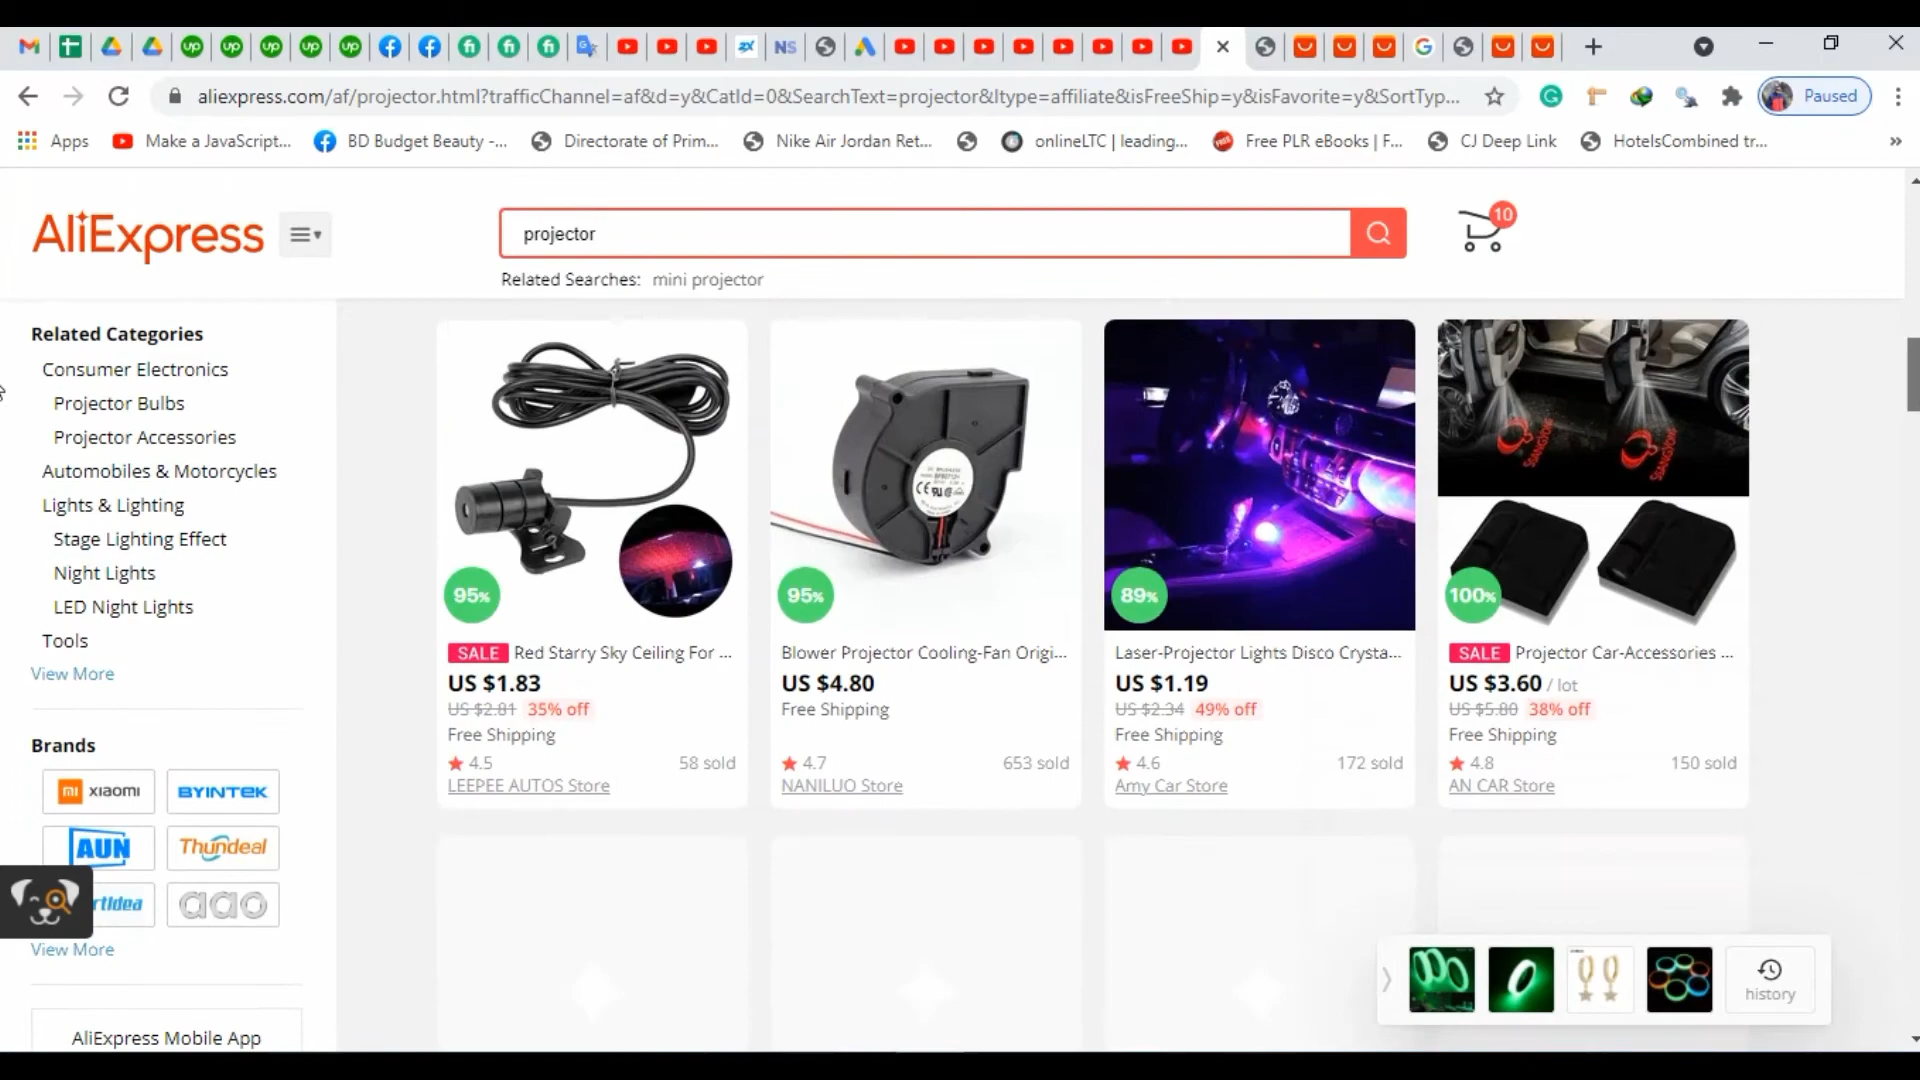 aliexpress.com/af/projector.html?trafficChannel=af&d=y&CatId=0&SearchText=projector&ltype=affiliate&isFreeShip=y&isFavorite=y&SortTyp...
Paused
Apps
Make a JavaScript...
BD Budget Beauty -...
Directorate of Prim...
Nike Air Jordan Ret...
onlineLTC | leading...
Free PLR eBooks | F...
CJ Deep Link
HotelsCombined tr...
»
AliExpress
projector
10
Related Searches: mini projector
Related Categories
Consumer Electronics
Projector Bulbs
Projector Accessories
Automobiles & Motorcycles
Lights & Lighting
Stage Lighting Effect
Night Lights
LED Night Lights
Tools
View More
Brands
xiaomi
BYINTEK
AUN
Thundeal
rtIdea
aao
View More
AliExpress Mobile App
95%
SALE Red Starry Sky Ceiling For ...
US $1.83
US $2.81 35% off
Free Shipping
4.5 58 sold
LEEPEE AUTOS Store
95%
Blower Projector Cooling-Fan Origi...
US $4.80
Free Shipping
4.7 653 sold
NANILUO Store
89%
Laser-Projector Lights Disco Crysta...
US $1.19
US $2.34 49% off
Free Shipping
4.6 172 sold
Amy Car Store
100%
SALE Projector Car-Accessories ...
US $3.60 / lot
US $5.80 38% off
Free Shipping
4.8 150 sold
AN CAR Store
history